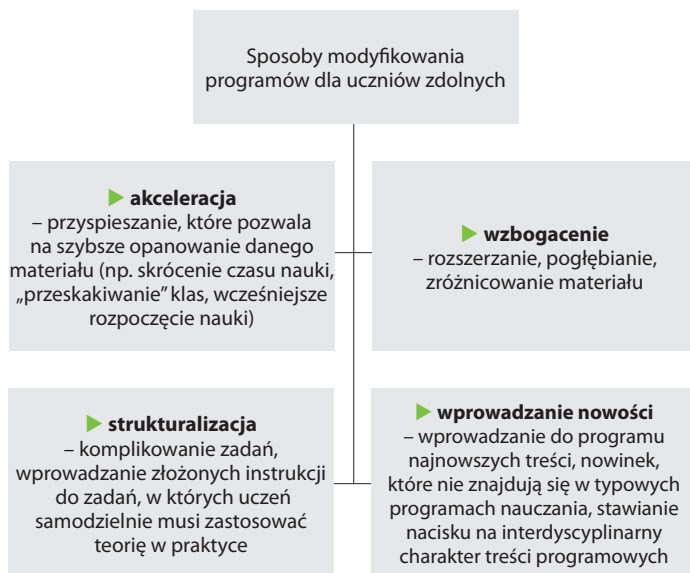 Sposoby modyfikowania
programów dla uczniów zdolnych
▶ akceleracja
– przyspieszanie, które pozwala
na szybsze opanowanie danego
materiału (np. skrócenie czasu nauki,
„przeskakiwanie” klas, wcześniejsze
rozpoczęcie nauki)
▶ wzbogacenie
– rozszerzanie, pogłębianie,
zróżnicowanie materiału
▶ strukturalizacja
– komplikowanie zadań,
wprowadzanie złożonych instrukcji
do zadań, w których uczeń
samodzielnie musi zastosować
teorię w praktyce
▶ wprowadzanie nowości
– wprowadzanie do programu
najnowszych treści, nowinek,
które nie znajdują się w typowych
programach nauczania, stawianie
nacisku na interdyscyplinarny
charakter treści programowych